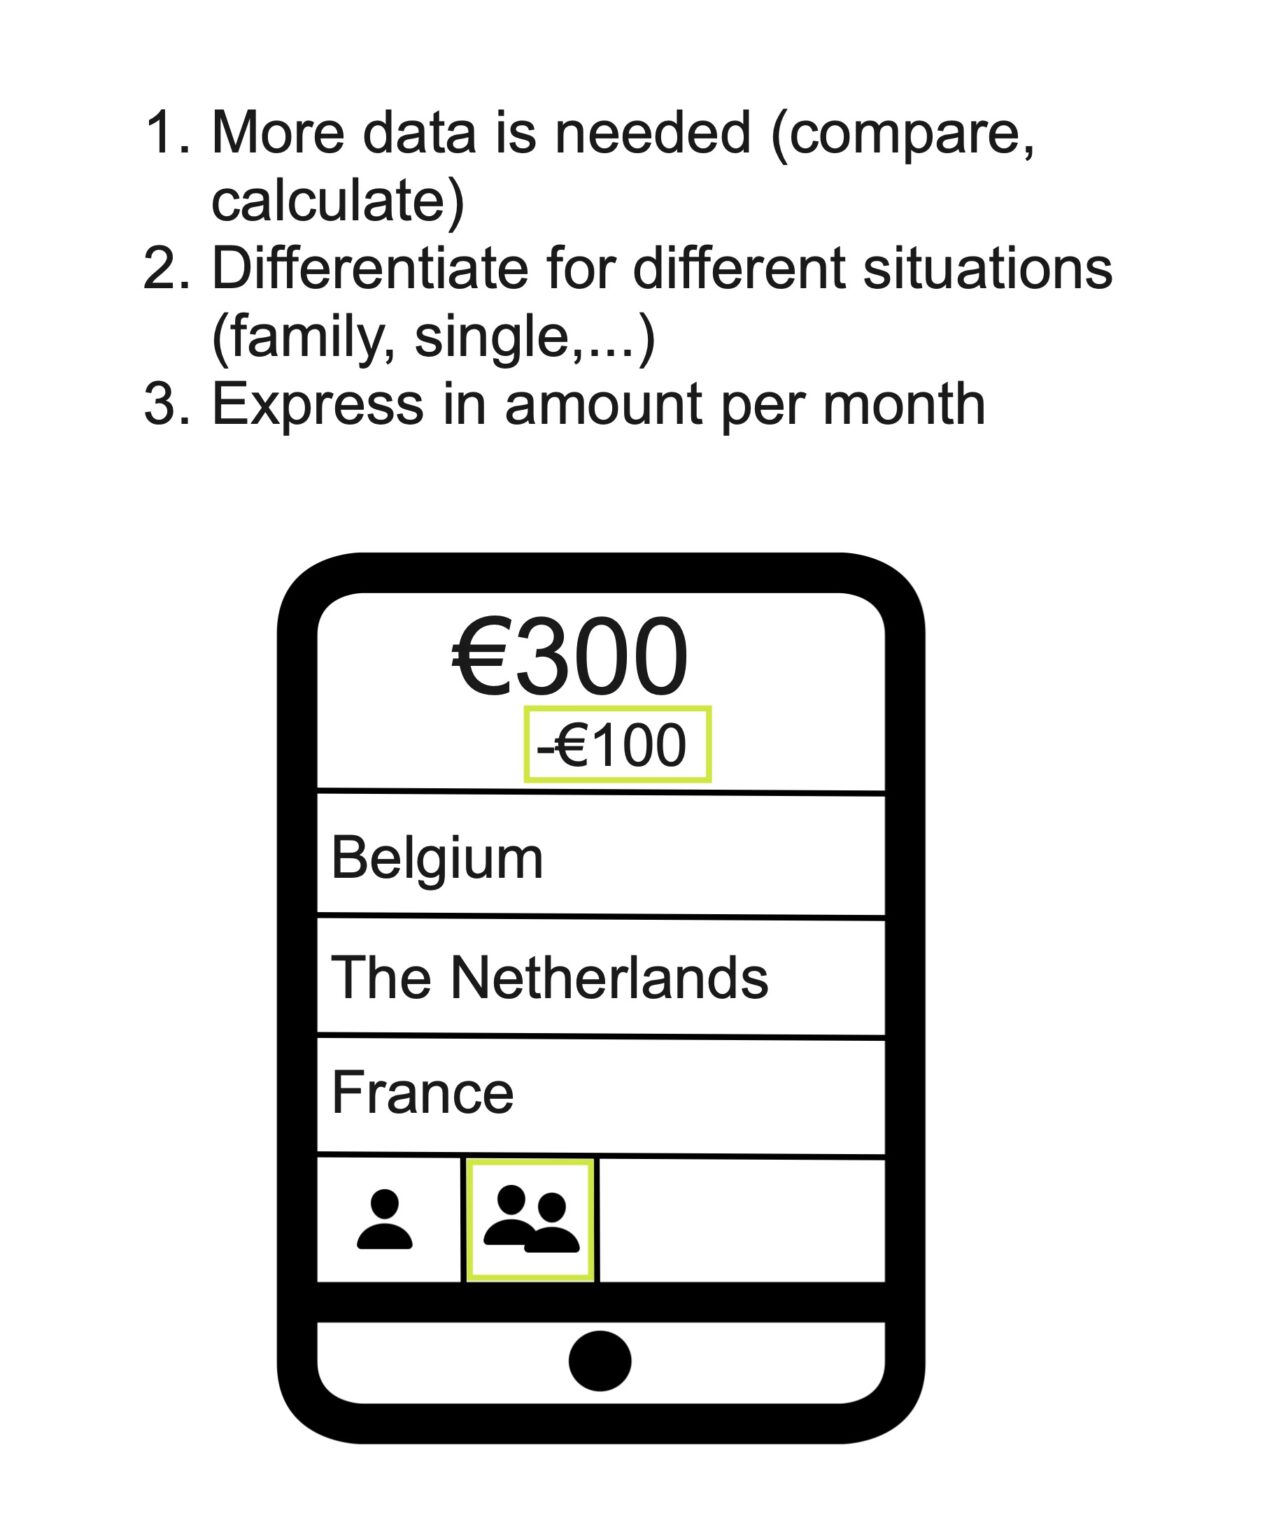 1. More data is needed (compare,
calculate)
2. Differentiate for different situations
(family, single,...)
3. Express in amount per month
€300
-€100
Belgium
The Netherlands
France